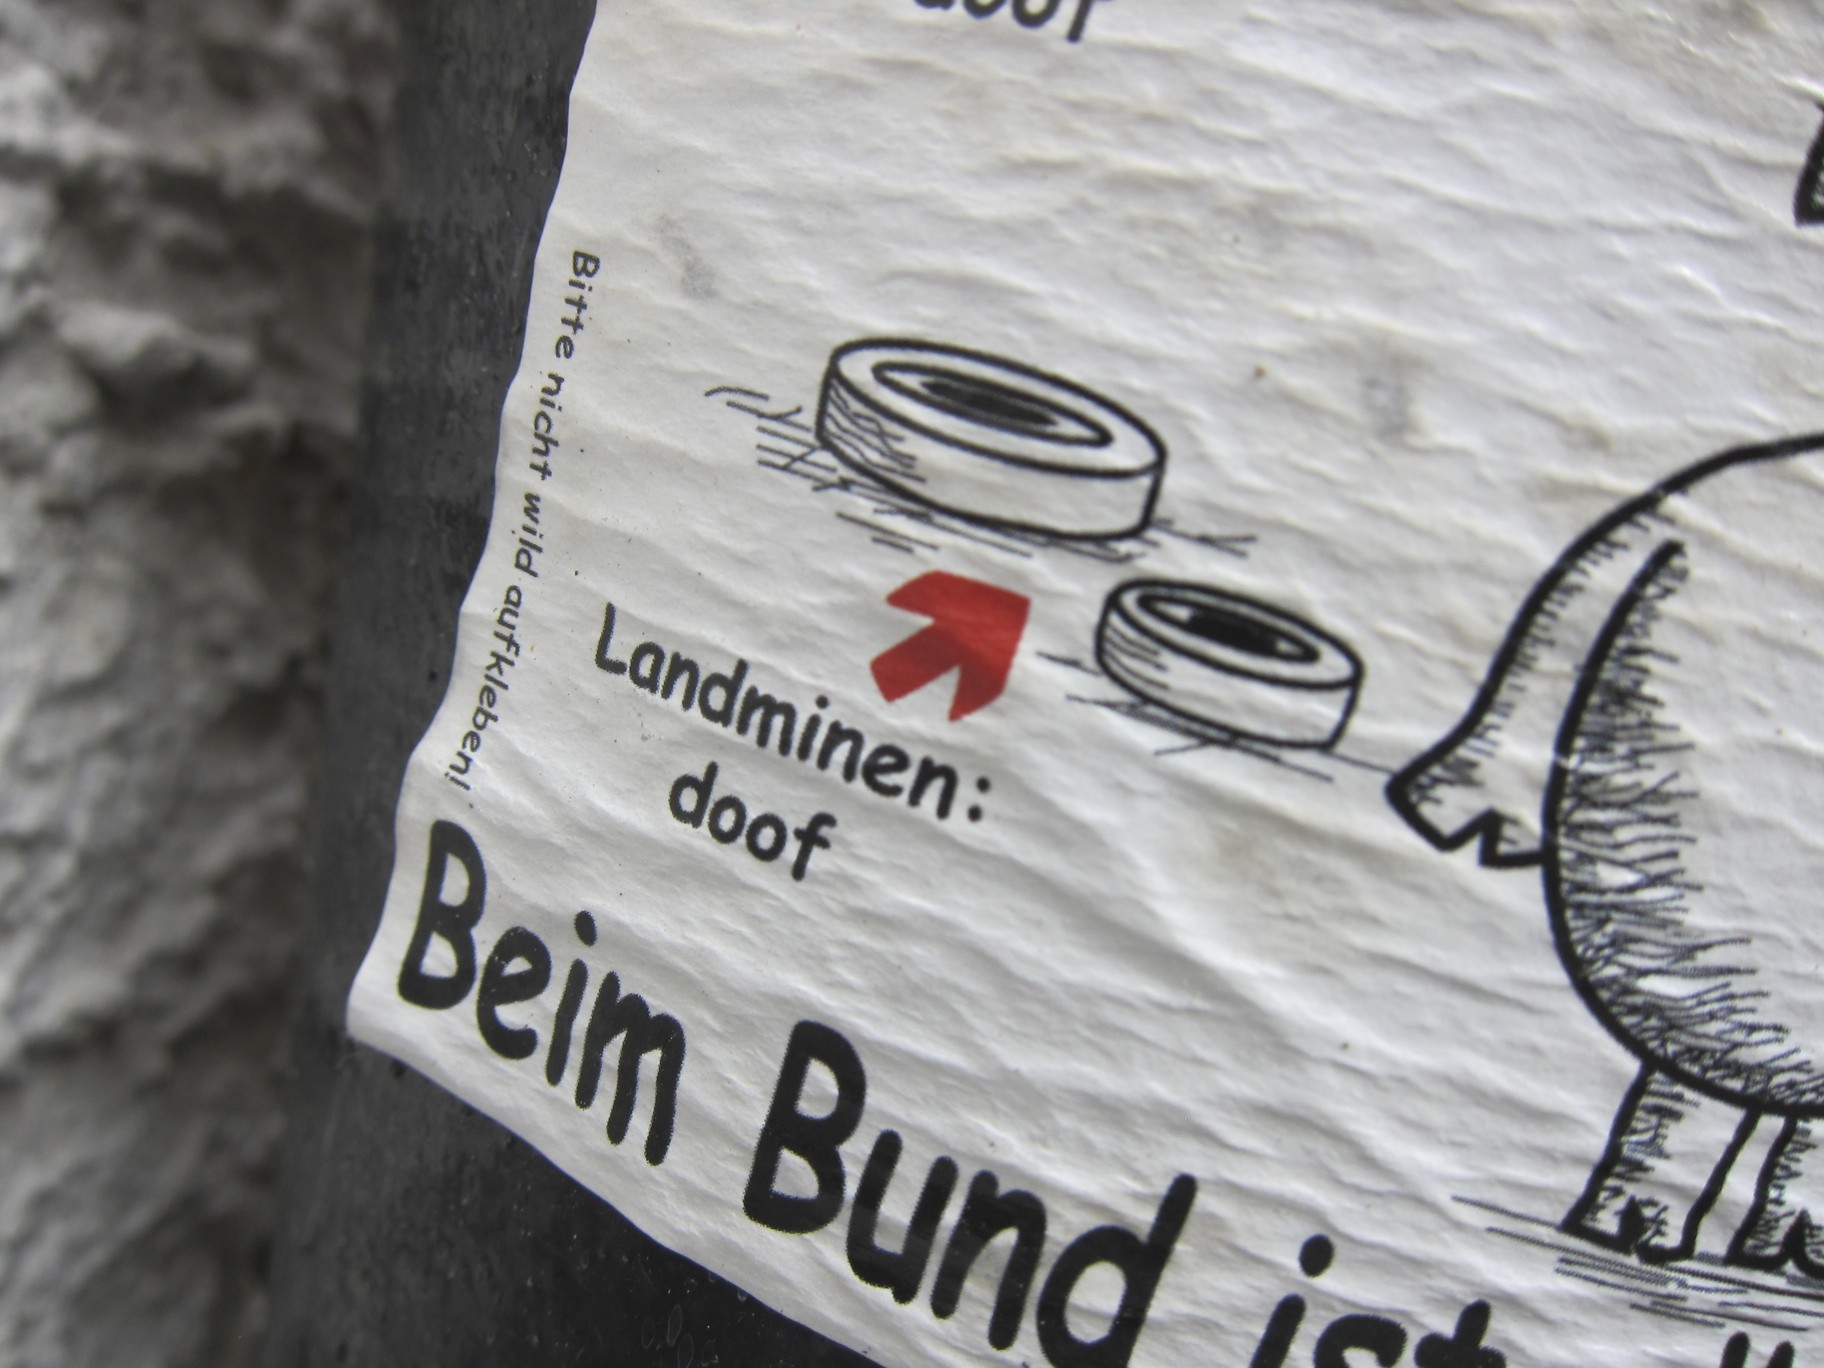 doof
Bitte nicht wild aufkleben!
Landminen:
doof
Beim Bund ist